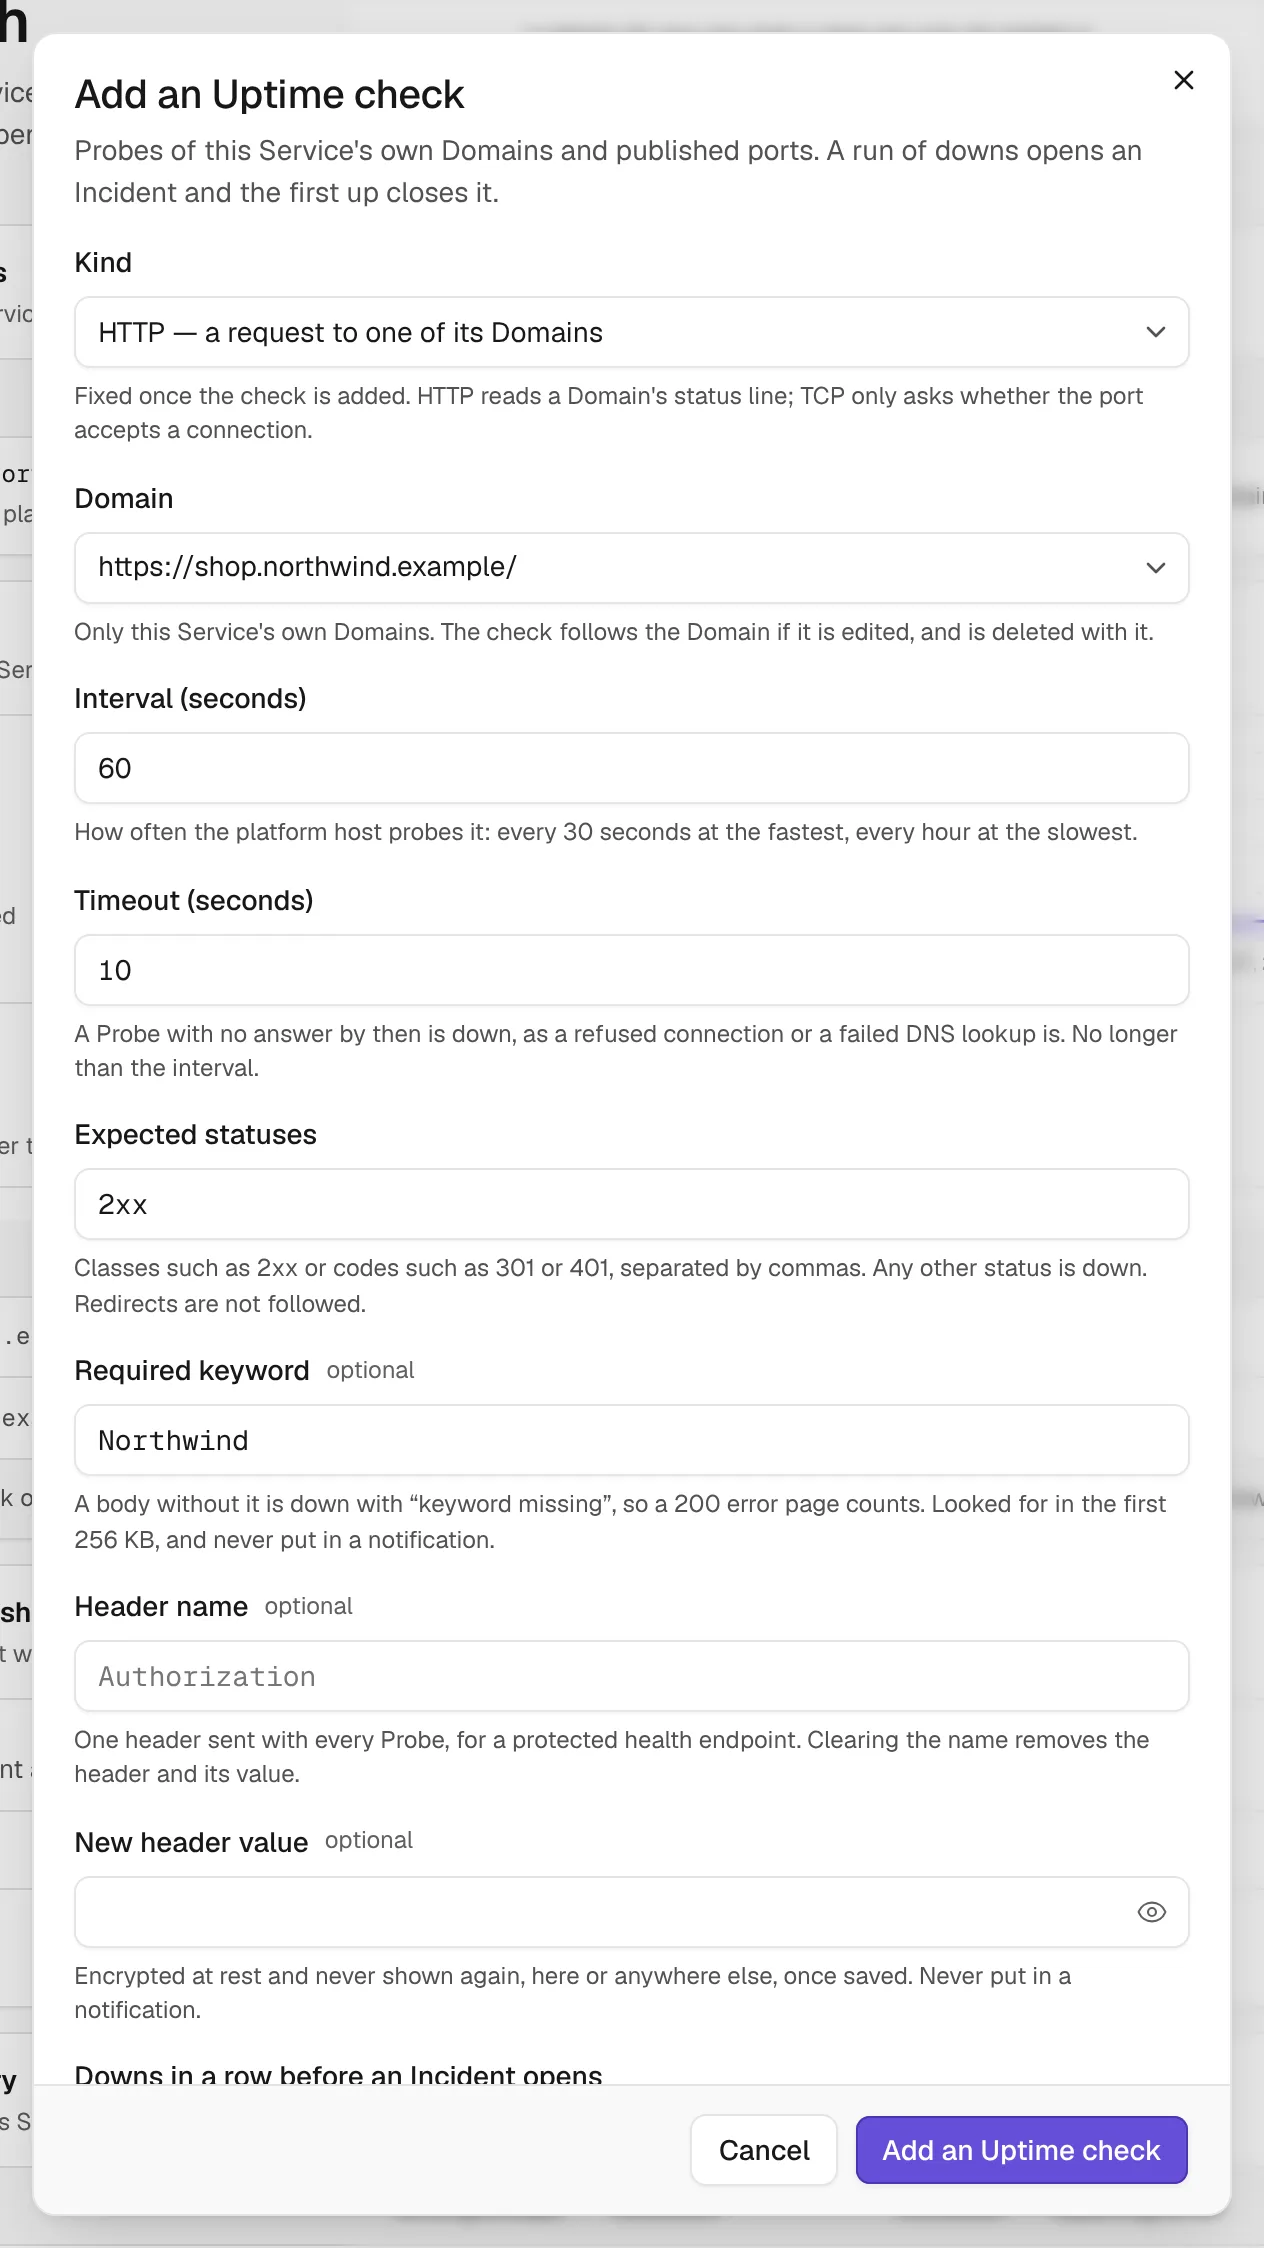 Add an Uptime check
Probes of this Service's own Domains and published ports. A run of downs opens an
Incident and the first up closes it.
Kind
HTTP — a request to one of its Domains
Fixed once the check is added. HTTP reads a Domain's status line; TCP only asks whether the port
accepts a connection.
Domain
https://shop.northwind.example/
Only this Service's own Domains. The check follows the Domain if it is edited, and is deleted with it.
Interval (seconds)
60
How often the platform host probes it: every 30 seconds at the fastest, every hour at the slowest.
Timeout (seconds)
10
A Probe with no answer by then is down, as a refused connection or a failed DNS lookup is. No longer
than the interval.
Expected statuses
2xx
Classes such as 2xx or codes such as 301 or 401, separated by commas. Any other status is down.
Redirects are not followed.
Required keyword optional
Northwind
A body without it is down with “keyword missing”, so a 200 error page counts. Looked for in the first
256 KB, and never put in a notification.
Header name optional
Authorization
One header sent with every Probe, for a protected health endpoint. Clearing the name removes the
header and its value.
New header value optional
Encrypted at rest and never shown again, here or anywhere else, once saved. Never put in a
notification.
Downs in a row before an Incident opens
Cancel
Add an Uptime check